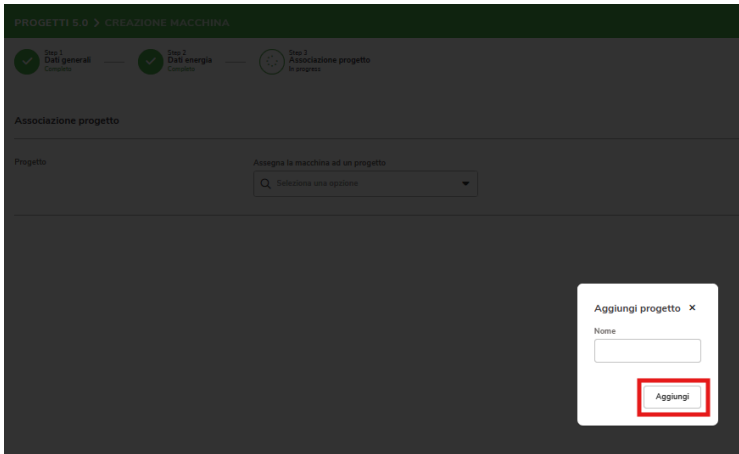 PROGETTI 5.0 > CREAZIONE MACCHINA
Step 1
Dati generali
Completo
Step 2
Dati energia
Completo
Step 3
Associazione progetto
In progress
Associazione progetto
Progetto
Assegna la macchina ad un progetto
Seleziona una opzione
Aggiungi progetto ×
Nome
Aggiungi